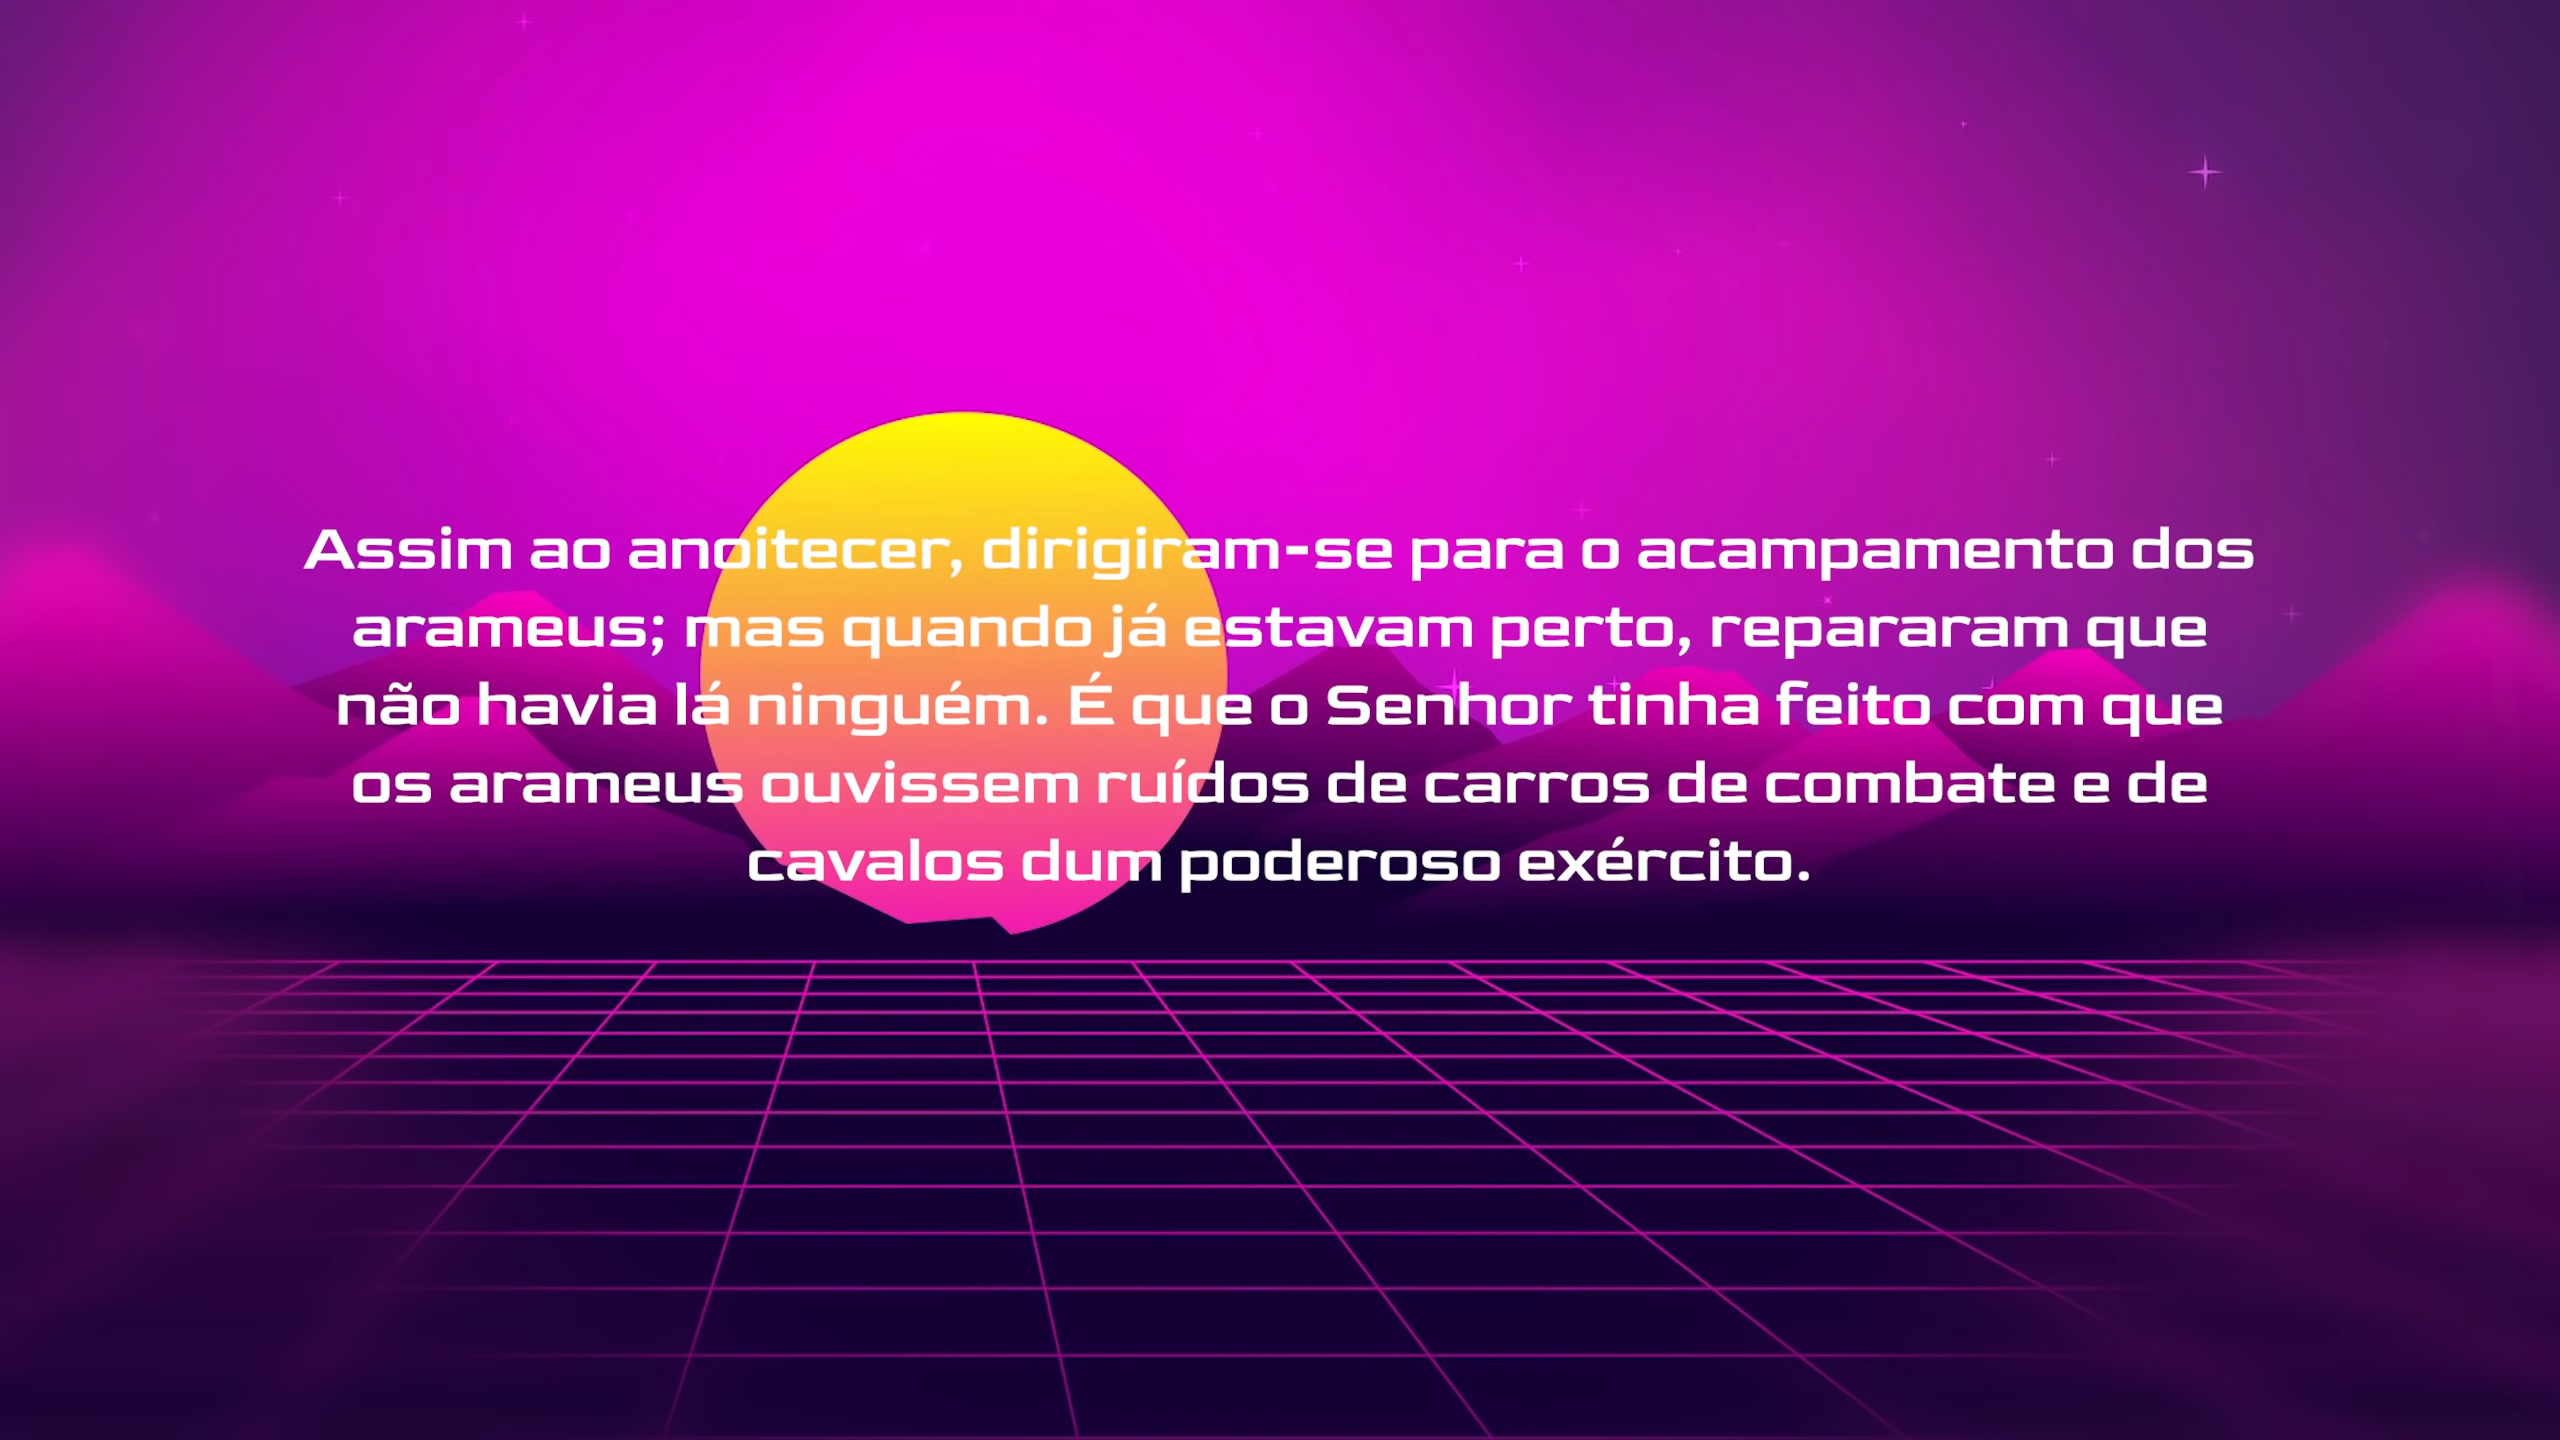 Assim ao anoitecer, dirigiram-se para o acampamento dos
arameus; mas quando já estavam perto, repararam que
não havia lá ninguém. É que o Senhor tinha feito com que
os arameus ouvissem ruídos de carros de combate e de
cavalos dum poderoso exército.